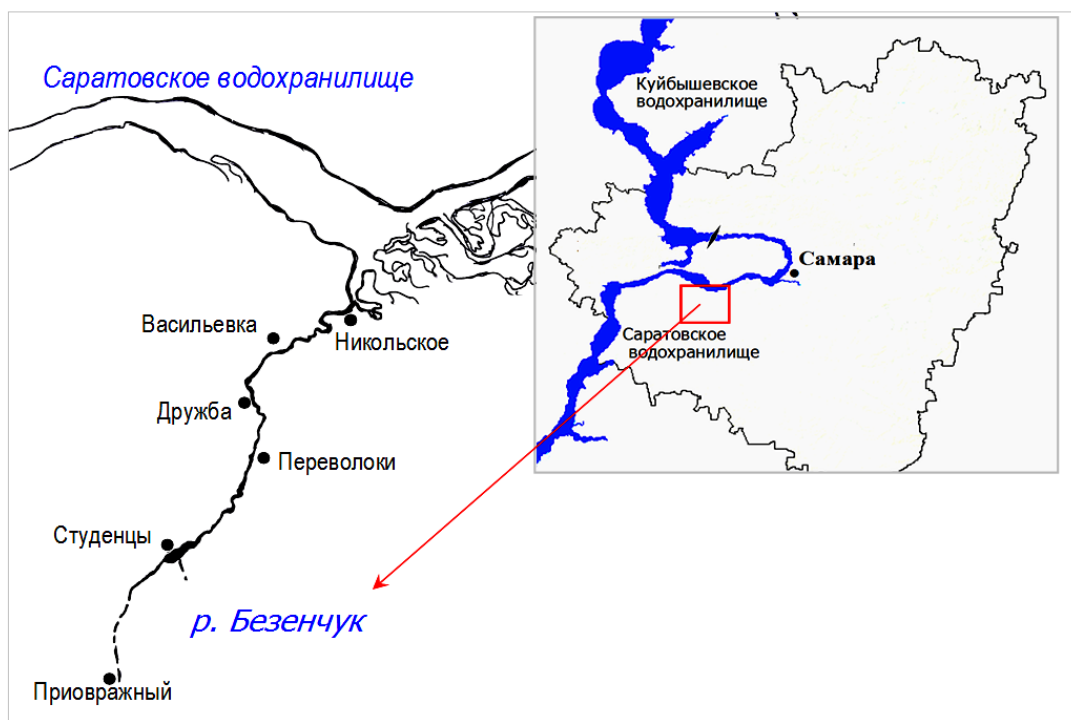 Саратовское водохранилище
Куйбышевское
водохранилище
Самара
Васильевка
Никольское
Саратовское
водохранилище
Дружба
Переволоки
Студенцы
р. Безенчук
Приовражный